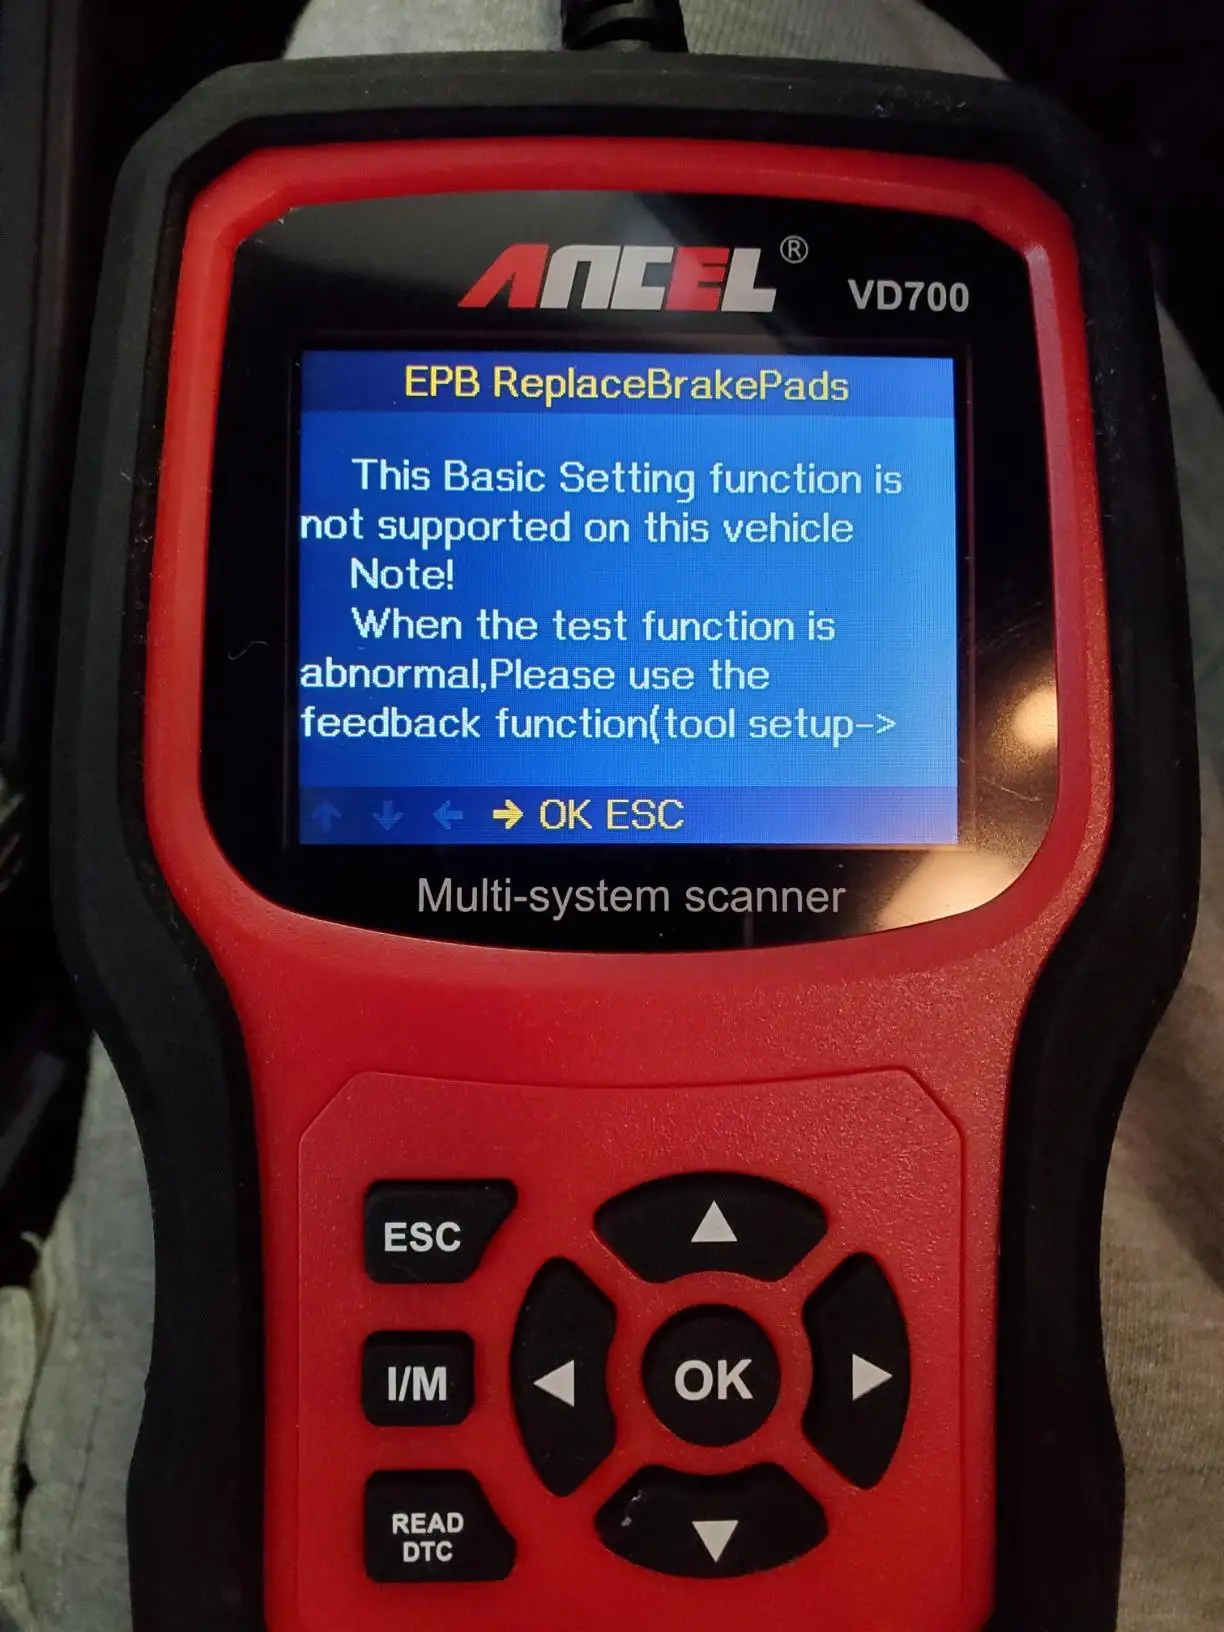 ANCEL®
VD700
EPB ReplaceBrakePads
This Basic Setting function is
not supported on this vehicle
Note!
When the test function is
abnormal,Please use the
feedback function(tool setup->
OK ESC
Multi-system scanner
ESC
I/M
OK
READ
DTC